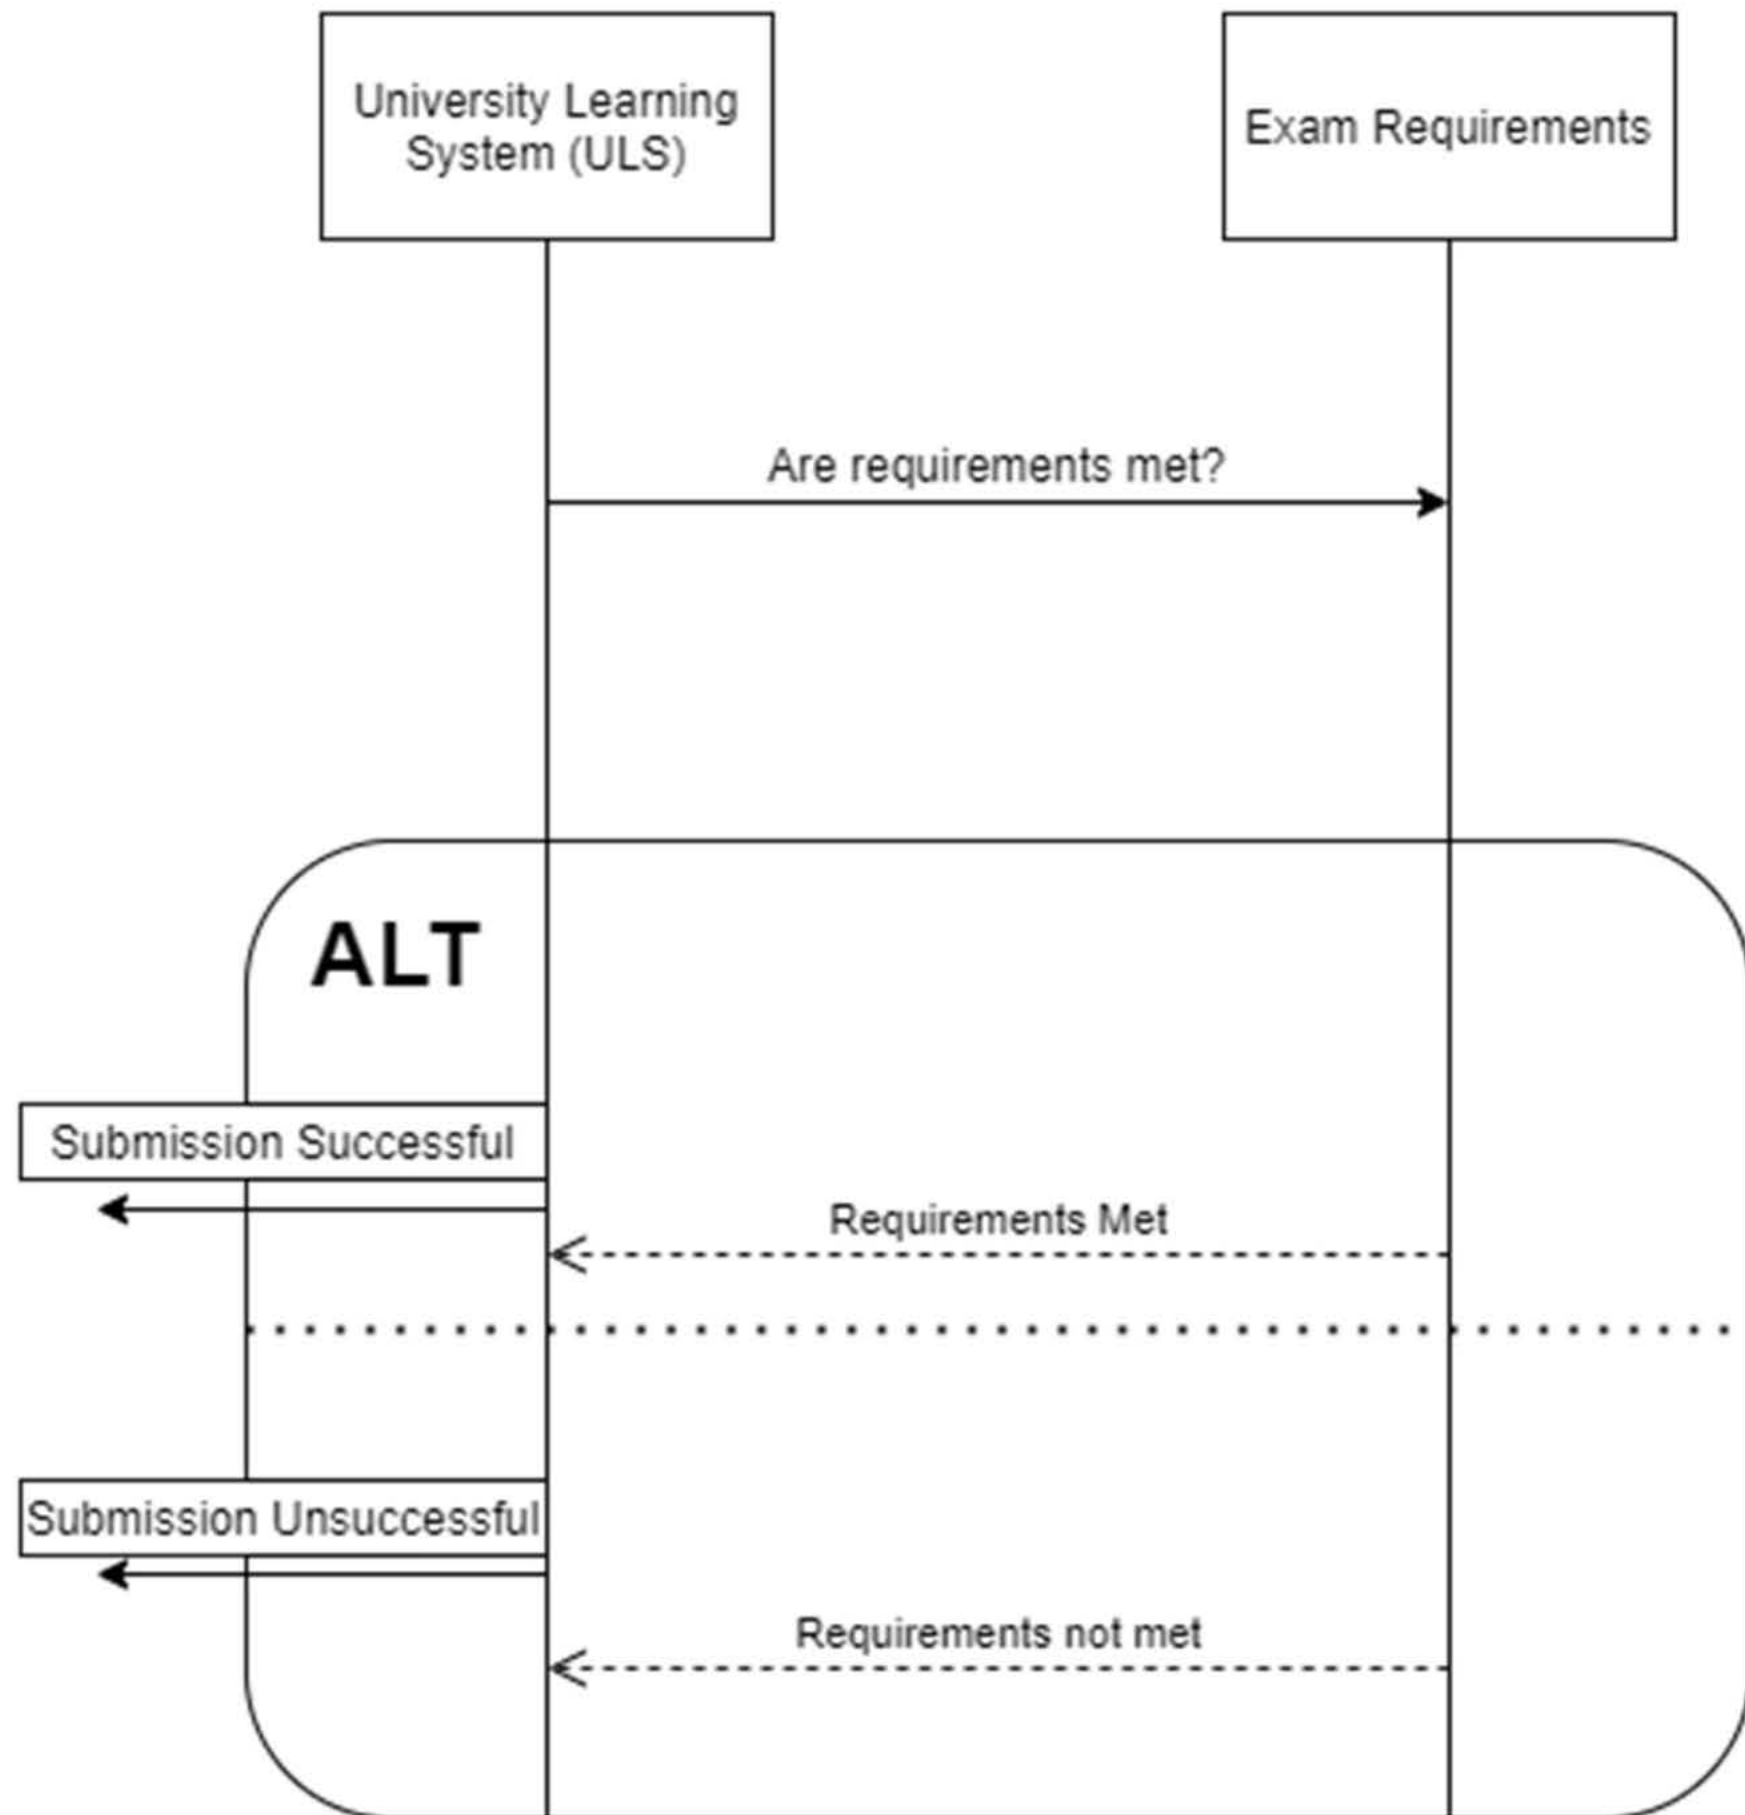 University Learning
System (ULS)
Exam Requirements
Are requirements met?
ALT
Submission Successful
Requirements Met
Submission Unsuccessful
Requirements not met